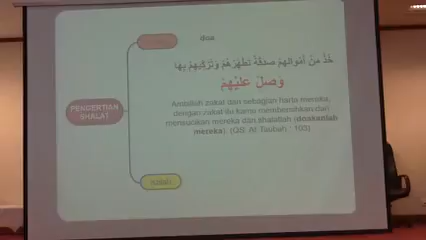 doa
خُذْ مِنْ أَمْوَالِهِمْ صَدَقَةً تُطَهِّرُهُمْ وَتُزَكِّيهِمْ بِهَا
وَصَلِّ عَلَيْهِمْ
PENGERTIAN
SHALAT
Ambillah zakat dari sebagian harta mereka,
dengan zakat itu kamu membersihkan dan
mensucikan mereka dan shalatlah (doakanlah
mereka). (QS. At Taubah : 103)